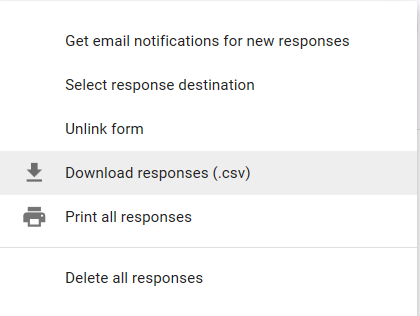 Get email notifications for new responses
Select response destination
Unlink form
Download responses (.csv)
Print all responses
Delete all responses